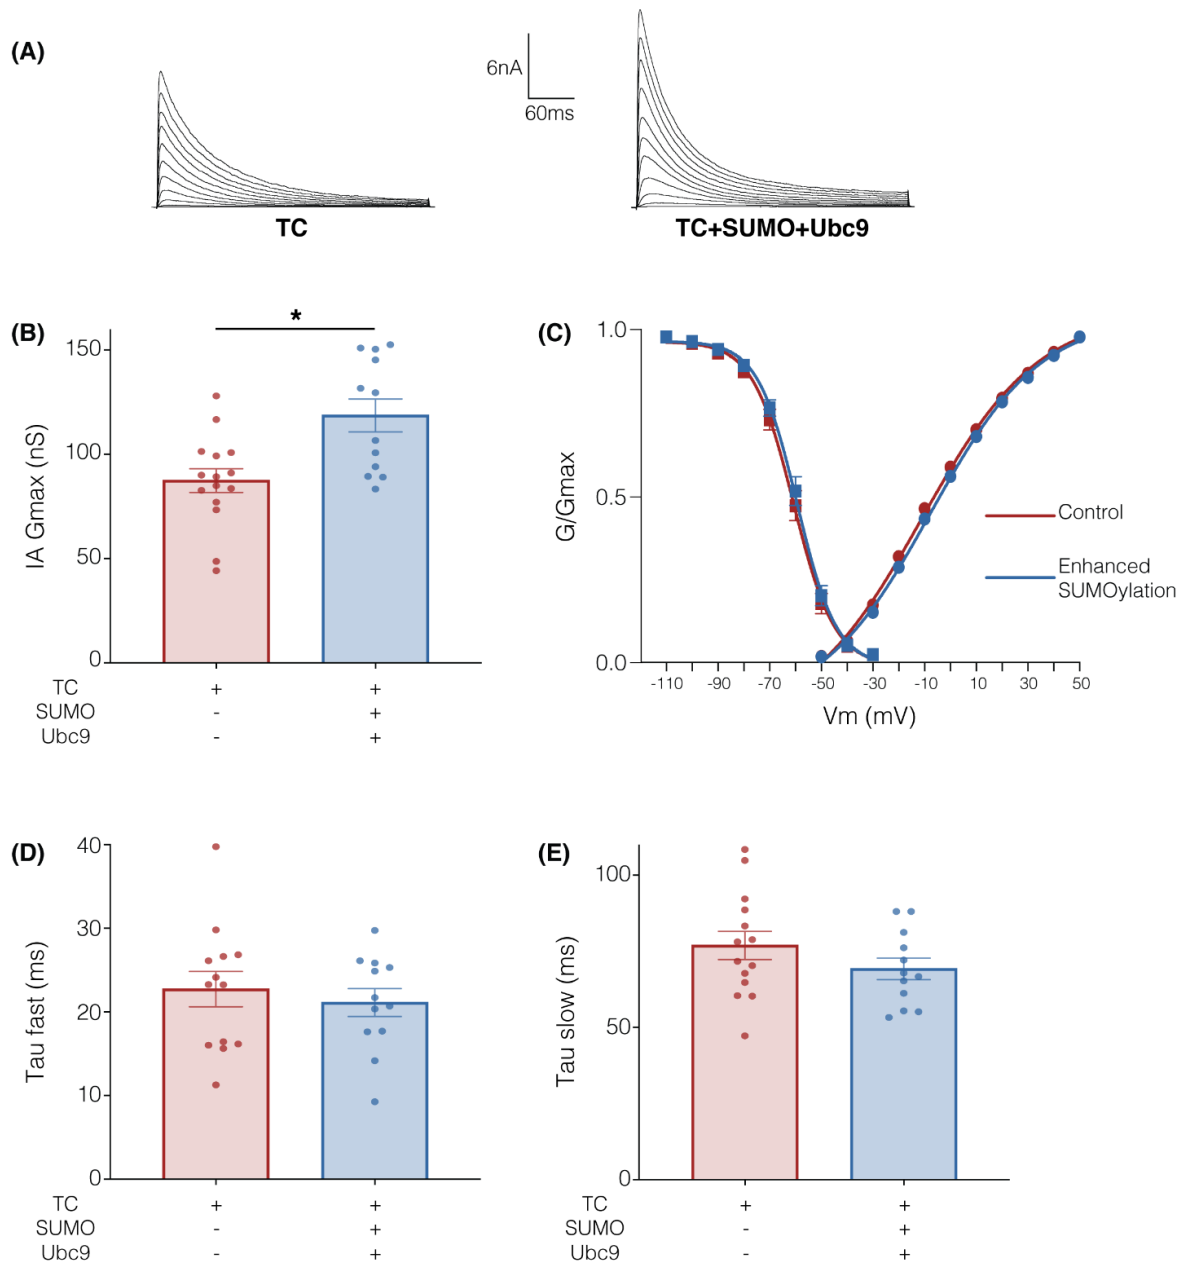 (A)
6nA
60ms
TC
TC+SUMO+Ubc9
(B)
*
IA Gmax (nS)
150
100
50
0
TC + +
SUMO - +
Ubc9 - +
(C)
G/Gmax
1.0
0.5
0.0
-110 -90 -70 -50 -30 -10 10 30 50
Vm (mV)
Control
Enhanced
SUMOylation
(D)
Tau fast (ms)
40
30
20
10
0
TC + +
SUMO - +
Ubc9 - +
(E)
Tau slow (ms)
100
50
0
TC + +
SUMO - +
Ubc9 - +